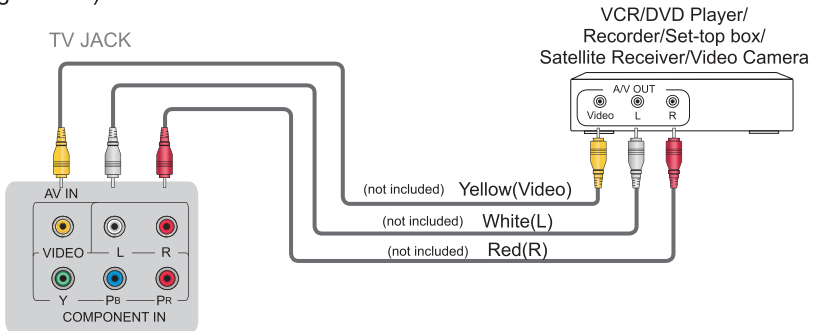 VCR/DVD Player/
Recorder/Set-top box/
Satellite Receiver/Video Camera
TV JACK
A/V OUT
Video L R
AV IN
VIDEO L R
Y PB PR
COMPONENT IN
(not included) Yellow(Video)
(not included) White(L)
(not included) Red(R)